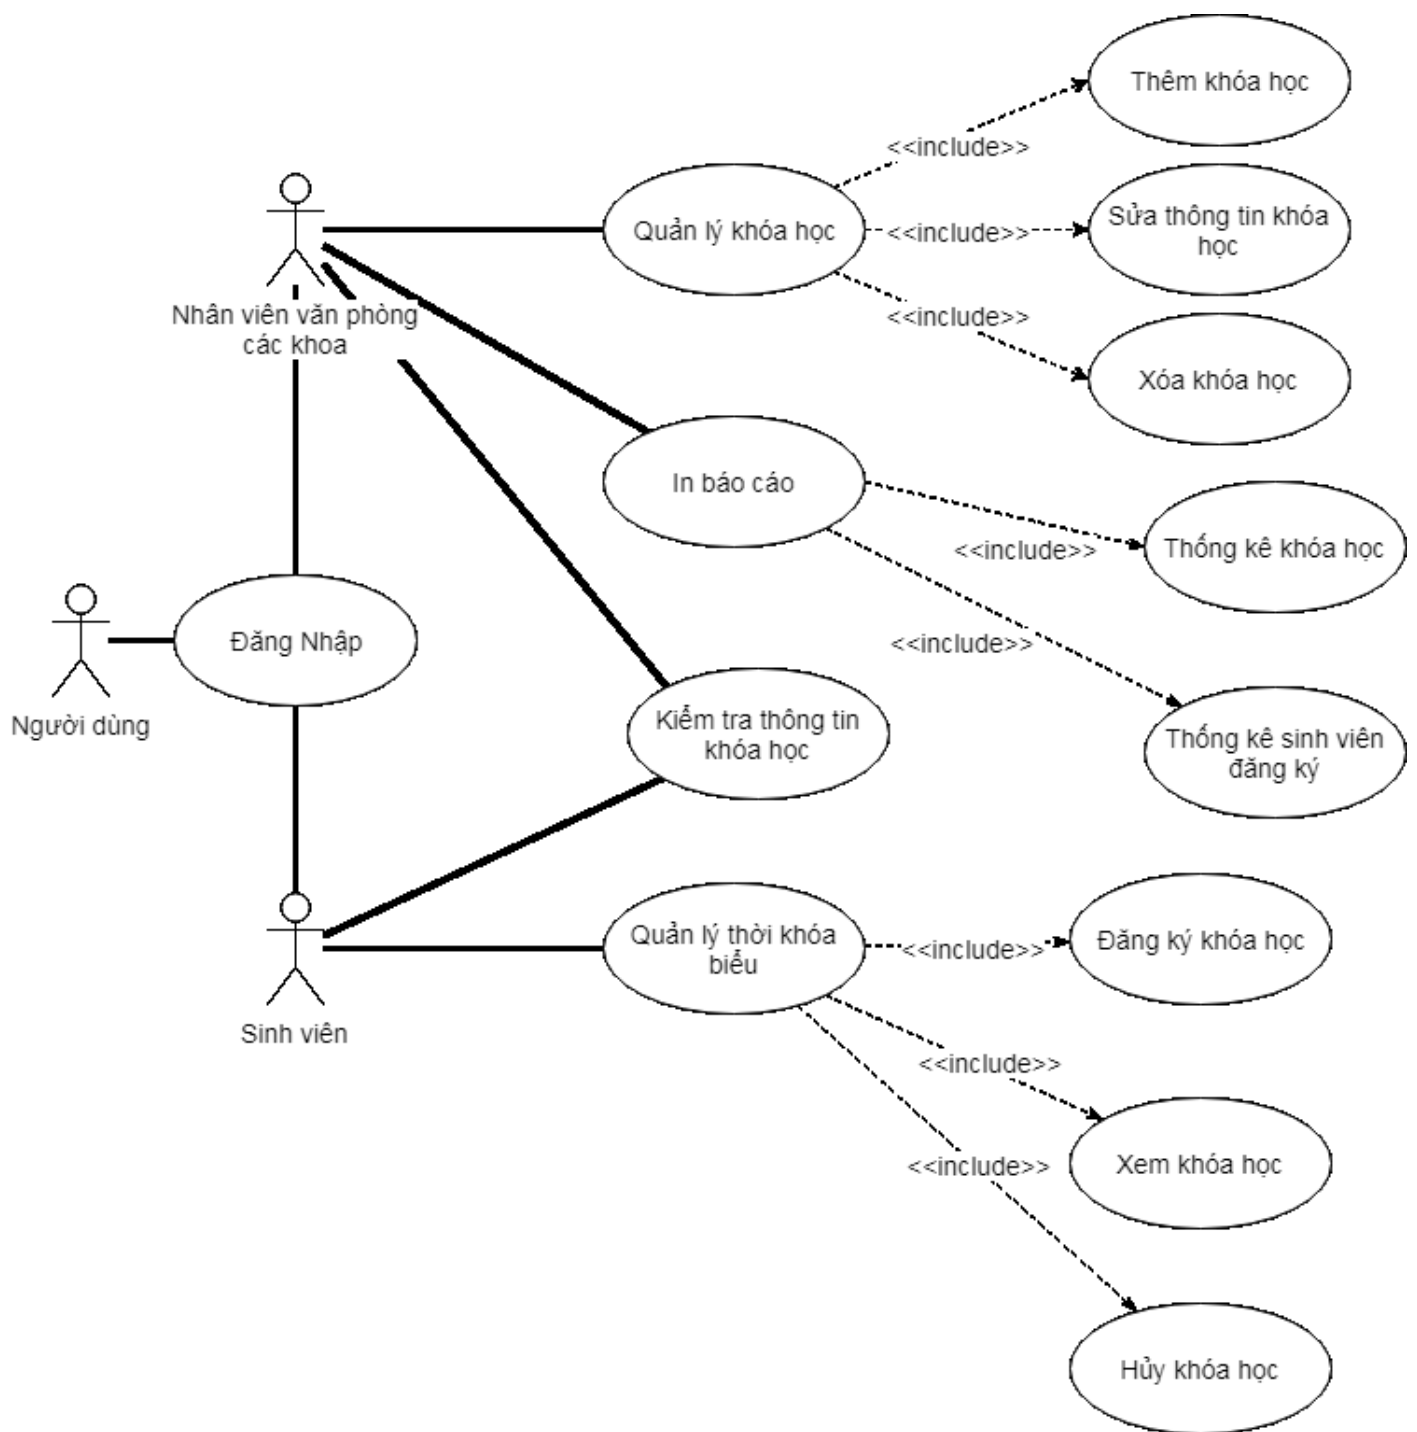 Thêm khóa học
<<include>>
Nhân viên văn phòng
các khoa
Quản lý khóa học
<<include>>
Sửa thông tin khóa
học
<<include>>
Xóa khóa học
In báo cáo
<<include>>
Thống kê khóa học
<<include>>
Thống kê sinh viên
đăng ký
Người dùng
Đăng Nhập
Kiểm tra thông tin
khóa học
Sinh viên
Quản lý thời khóa
biểu
<<include>>
Đăng ký khóa học
<<include>>
Xem khóa học
<<include>>
Hủy khóa học